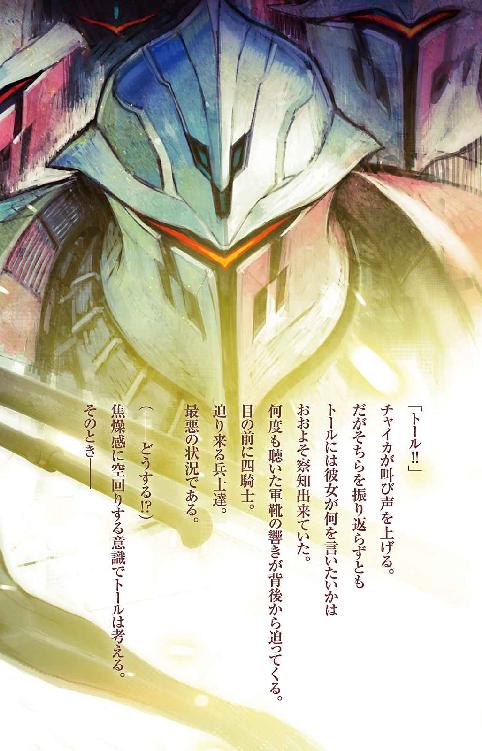 「トール!!」
チャイカが叫び声を上げる。
だがそちらを振り返らずとも
トールには彼女が何を言いたいかは
おおよそ察知出来ていた。
何度も聴いた軍靴の響きが背後から迫ってくる。
目の前に四騎士。
迫り来る兵士達。
最悪の状況である。
(――どうする!?)
焦燥感に空回りする意識でトールは考える。
そのとき――